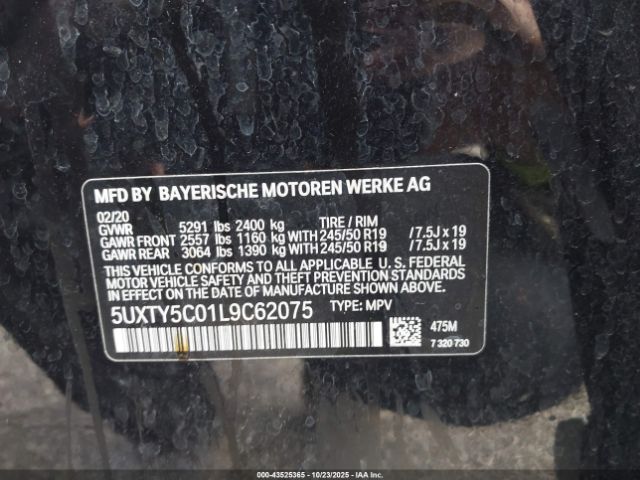 MFD BY BAYERISCHE MOTOREN WERKE AG
02/20
GVWR 5291 lbs 2400 kg TIRE / RIM
GAWR FRONT 2557 lbs 1160 kg WITH 245/50 R19 /7.5J x 19
GAWR REAR 3064 lbs 1390 kg WITH 245/50 R19 /7.5J x 19
THIS VEHICLE CONFORMS TO ALL APPLICABLE U. S. FEDERAL
MOTOR VEHICLE SAFETY AND THEFT PREVENTION STANDARDS
IN EFFECT ON THE DATE OF MANUFACTURE SHOWN ABOVE.
5UXTY5C01L9C62075 TYPE: MPV
475M
7 320 730
000-43525365 - 10/23/2025 - IAA Inc.